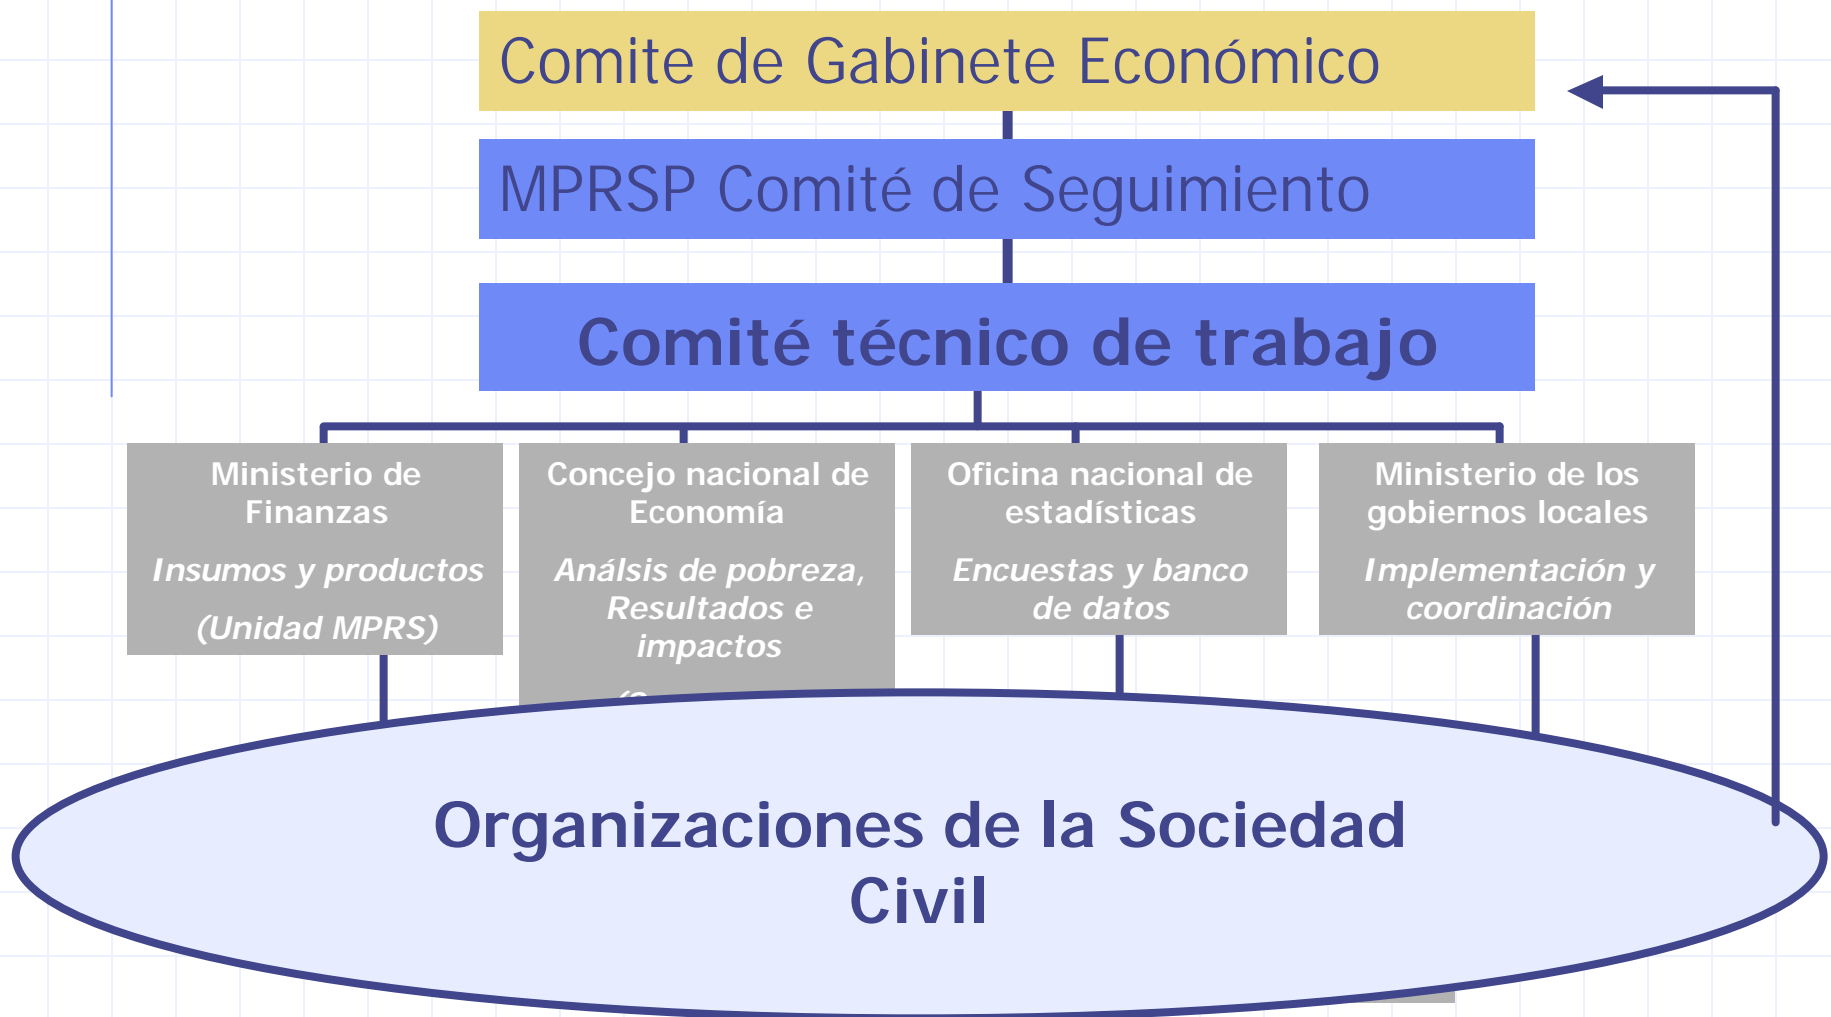 Comite de Gabinete Económico
MPRSP Comité de Seguimiento
Comité técnico de trabajo
Ministerio de
Finanzas
Insumos y productos
(Unidad MPRS)
Concejo nacional de
Economía
Análsis de pobreza,
Resultados e
impactos
Oficina nacional de
estadísticas
Encuestas y banco
de datos
Ministerio de los
gobiernos locales
Implementación y
coordinación
Organizaciones de la Sociedad
Civil